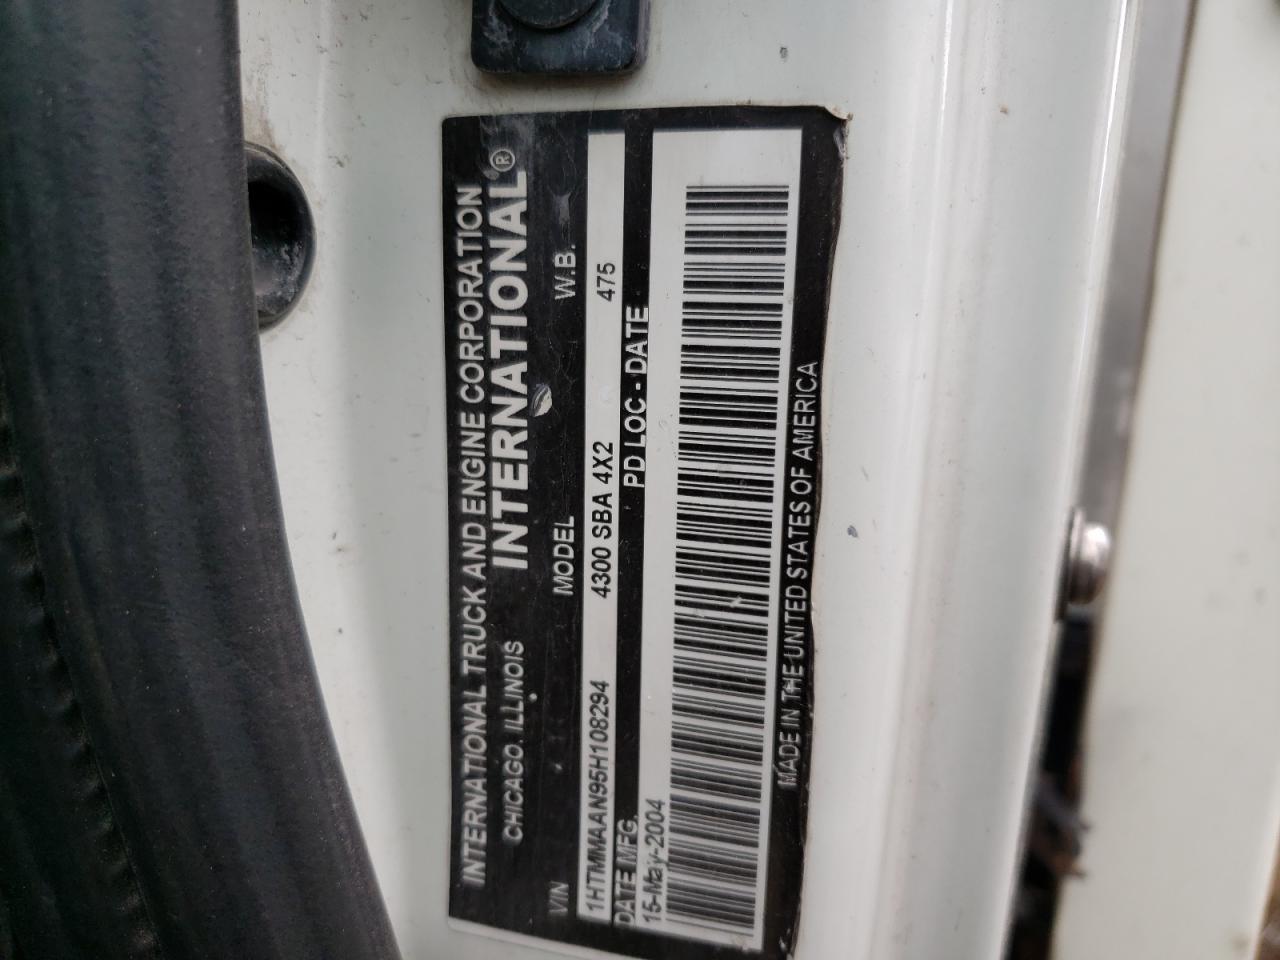 INTERNATIONAL TRUCK AND ENGINE CORPORATION
CHICAGO, ILLINOIS INTERNATIONAL®
VIN MODEL W.B.
1HTMMAAN95H108294 4300 SBA 4X2 475
DATE MFG. PD LOC - DATE
15-May-2004
MADE IN THE UNITED STATES OF AMERICA